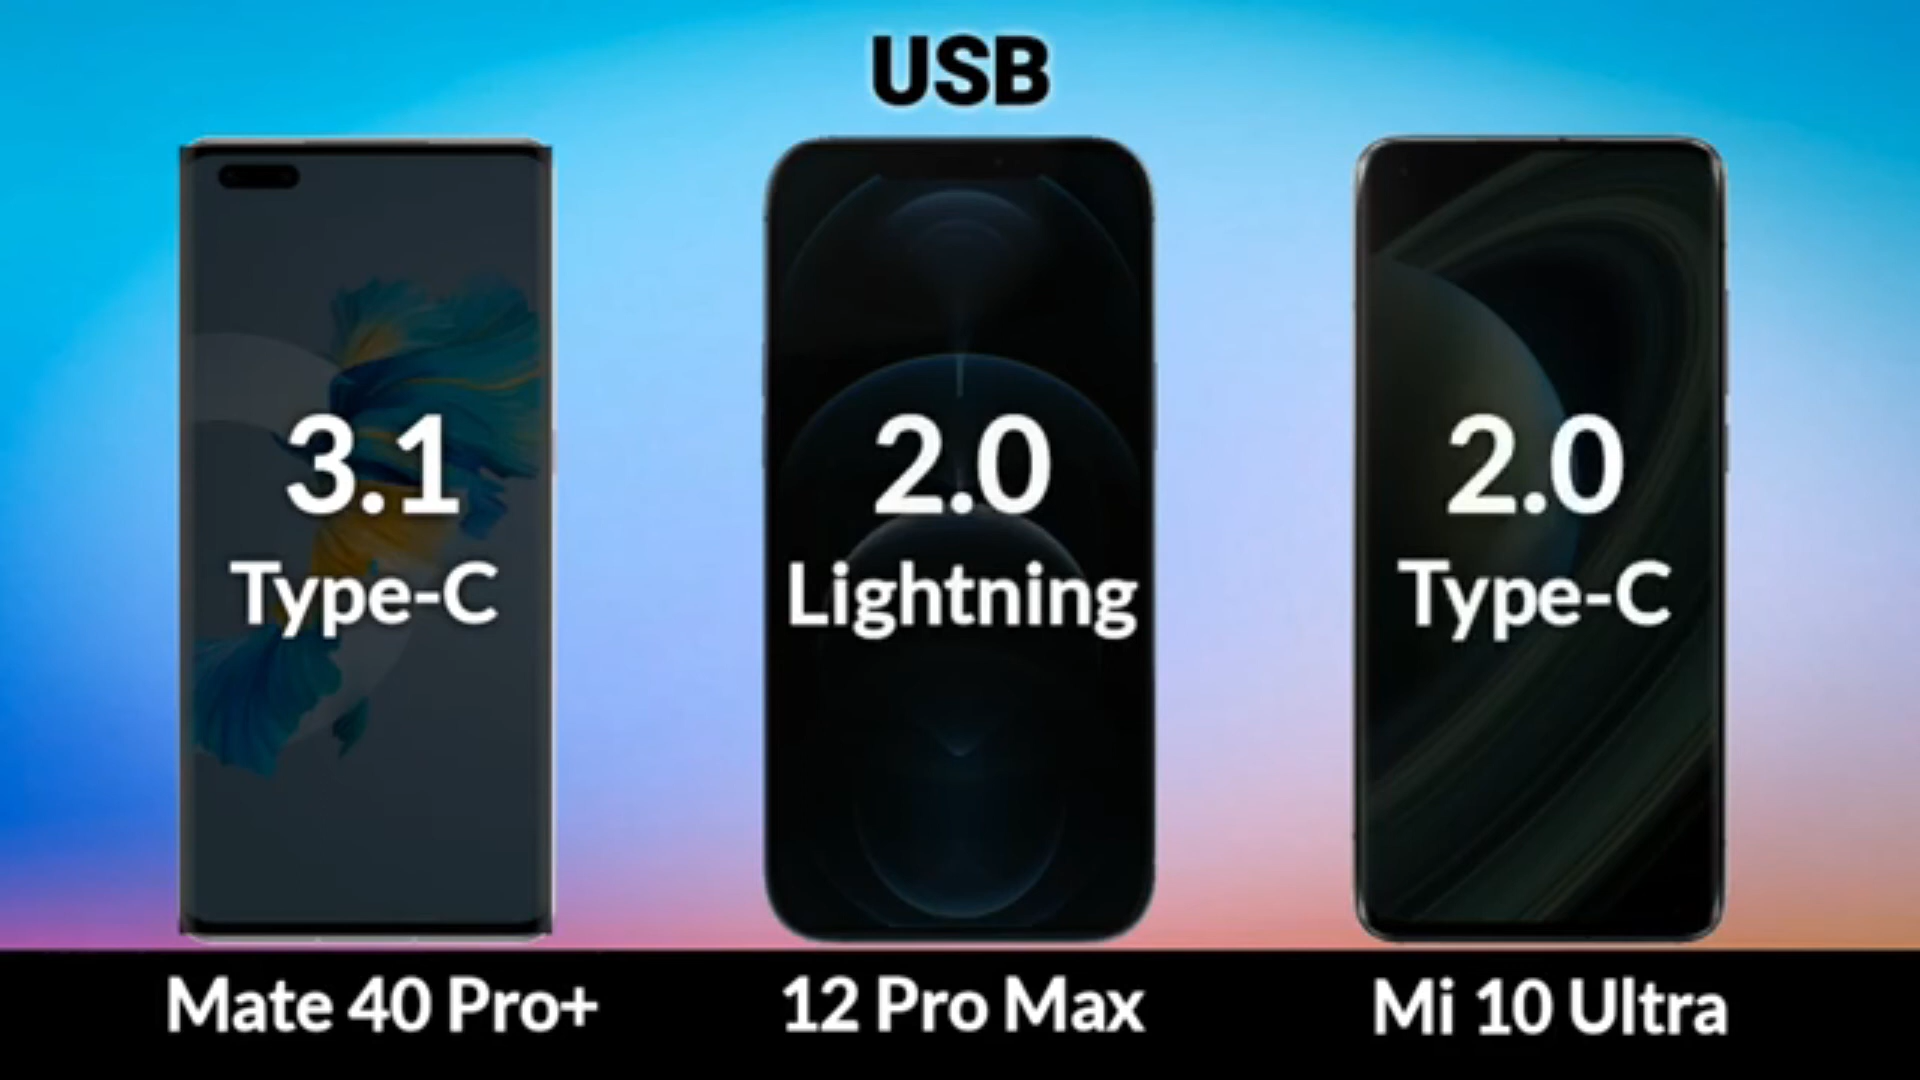 USB
3.1
Type-C
2.0
Lightning
2.0
Type-C
Mate 40 Pro+
12 Pro Max
Mi 10 Ultra